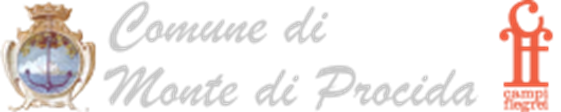 Comune di
Monte di Procida
campi
flegrei